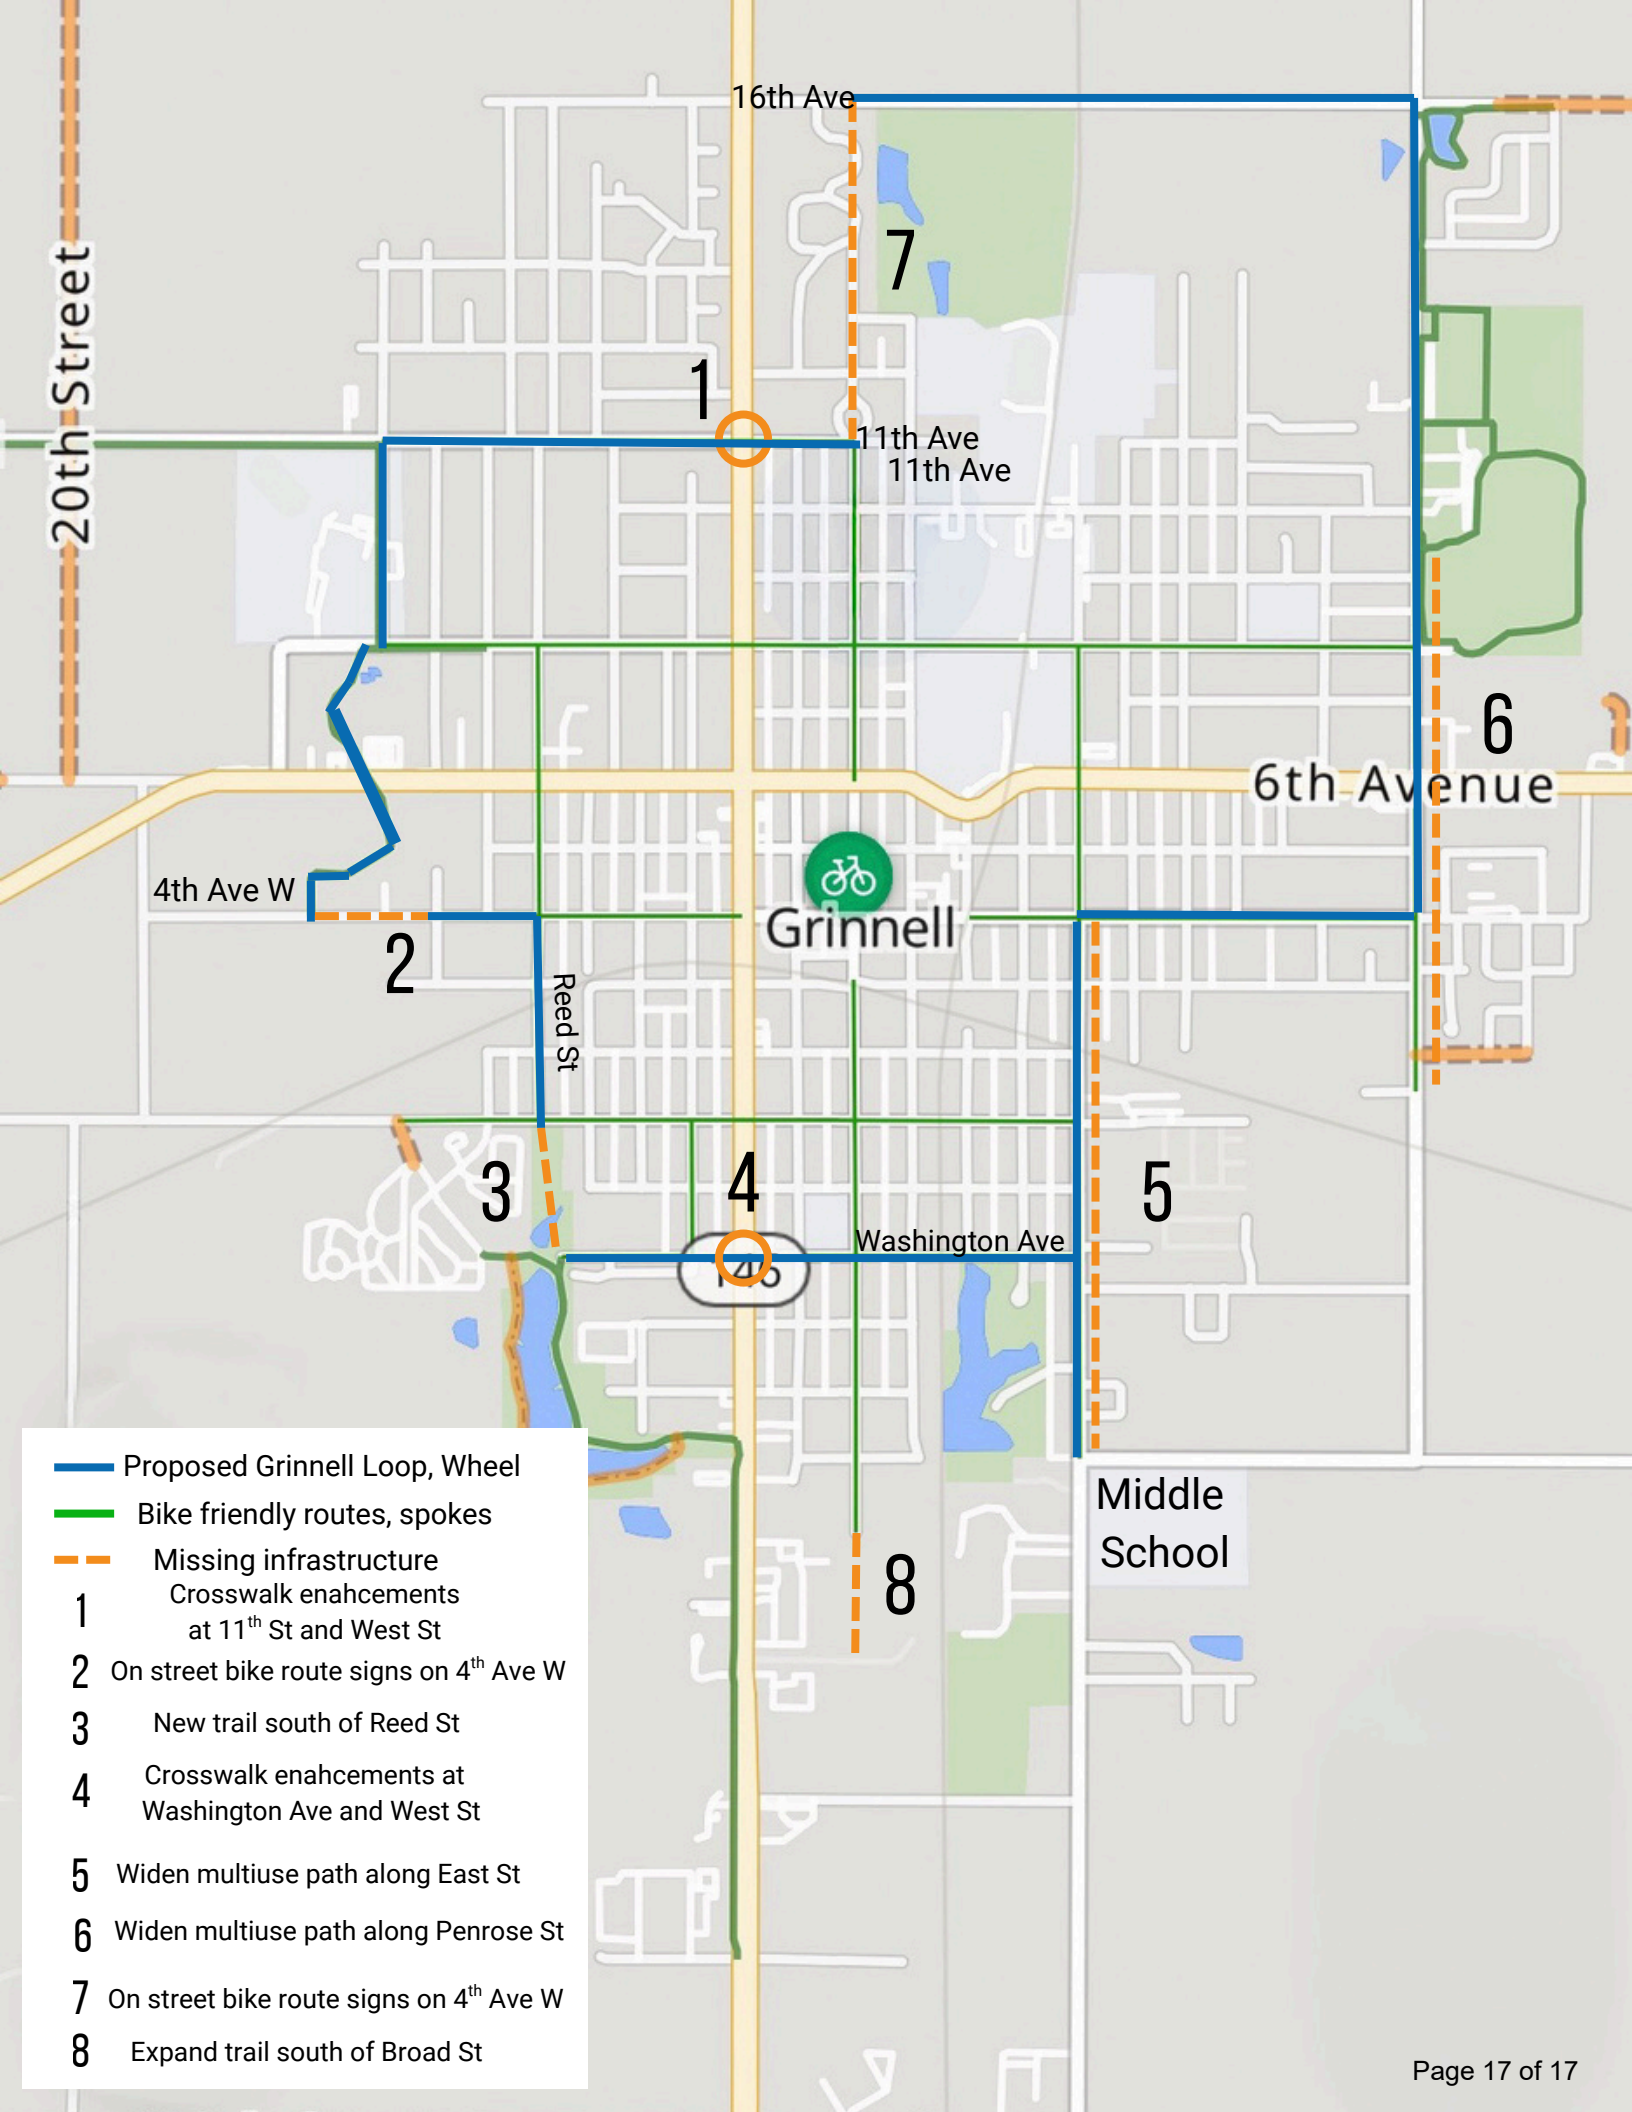 16th Ave
20th Street
7
1
11th Ave
11th Ave
6
6th Avenue
4th Ave W
Grinnell
2
Reed St
3
4
5
Washington Ave
146
Middle
School
8
Proposed Grinnell Loop, Wheel
Bike friendly routes, spokes
Missing infrastructure
1 Crosswalk enahcements
at 11th St and West St
2 On street bike route signs on 4th Ave W
3 New trail south of Reed St
4 Crosswalk enahcements at
Washington Ave and West St
5 Widen multiuse path along East St
6 Widen multiuse path along Penrose St
7 On street bike route signs on 4th Ave W
8 Expand trail south of Broad St
Page 17 of 17